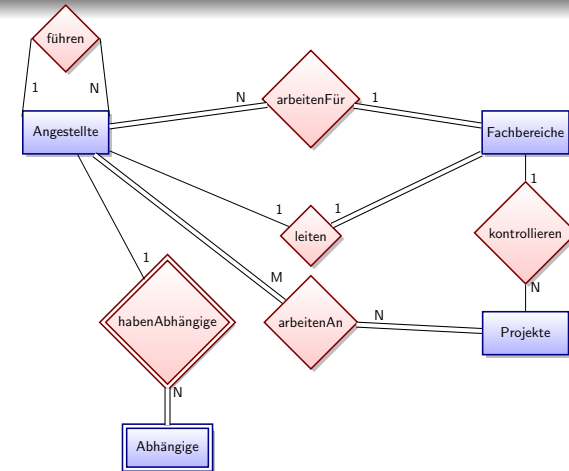 führen
1
N
N
arbeitenFür
1
Angestellte
Fachbereiche
1
1
leiten
1
kontrollieren
1
M
habenAbhängige
arbeitenAn
N
N
Projekte
N
Abhängige